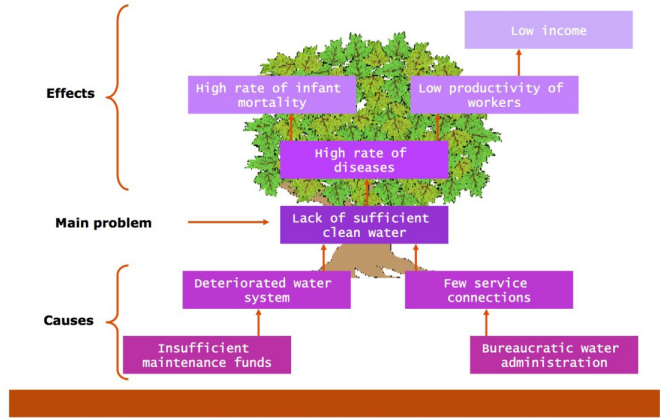 Low income
Effects
High rate of infant
mortality
Low productivity of
workers
High rate of
diseases
Main problem
Lack of sufficient
clean water
Deteriorated water
system
Few service
connections
Causes
Insufficient
maintenance funds
Bureaucratic water
administration